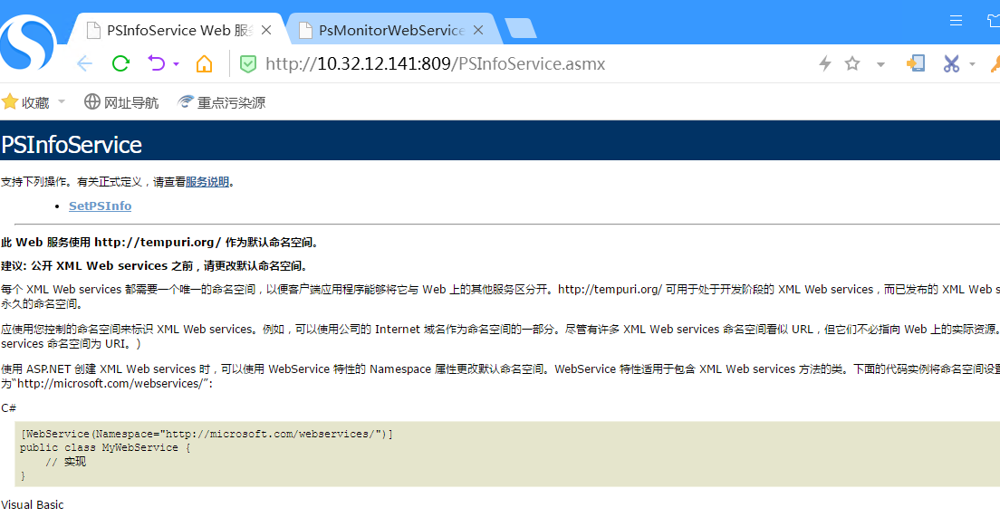 PSInfoService Web 服 PsMonitorWebService
http://10.32.12.141:809/PSInfoService.asmx
收藏 网址导航 重点污染源
PSInfoService
支持下列操作。有关正式定义，请查看服务说明。
• SetPSInfo
此 Web 服务使用 http://tempuri.org/ 作为默认命名空间。
建议: 公开 XML Web services 之前，请更改默认命名空间。
每个 XML Web services 都需要一个唯一的命名空间，以便客户端应用程序能够将它与 Web 上的其他服务区分开。http://tempuri.org/ 可用于处于开发阶段的 XML Web services，而已发布的 XML Web s
永久的命名空间。
应使用您控制的命名空间来标识 XML Web services。例如，可以使用公司的 Internet 域名作为命名空间的一部分。尽管有许多 XML Web services 命名空间看似 URL，但它们不必指向 Web 上的实际资源。
services 命名空间为 URI。)
使用 ASP.NET 创建 XML Web services 时，可以使用 WebService 特性的 Namespace 属性更改默认命名空间。WebService 特性适用于包含 XML Web services 方法的类。下面的代码实例将命名空间设置
为“http://microsoft.com/webservices/”:
C#
[WebService(Namespace="http://microsoft.com/webservices/")]
public class MyWebService {
// 实现
}
Visual Basic